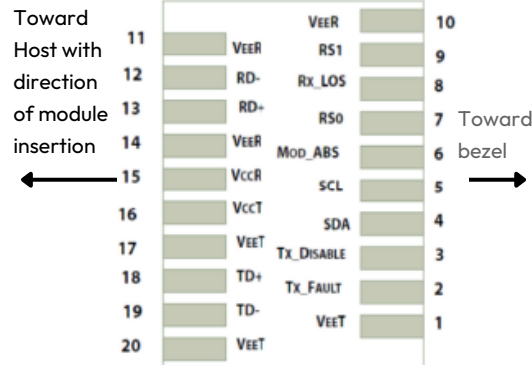 Toward
Host with
direction
of module
insertion
11
12
13
14
15
16
17
18
19
20
VEER
RD-
RD+
VEER
VCCR
VCCT
VEET
TD+
TD-
VEET
VEER
RS1
RX_LOS
RS0
MOD_ABS
SCL
SDA
TX_DISABLE
TX_FAULT
VEET
10
9
8
7
6
5
4
3
2
1
Toward
bezel